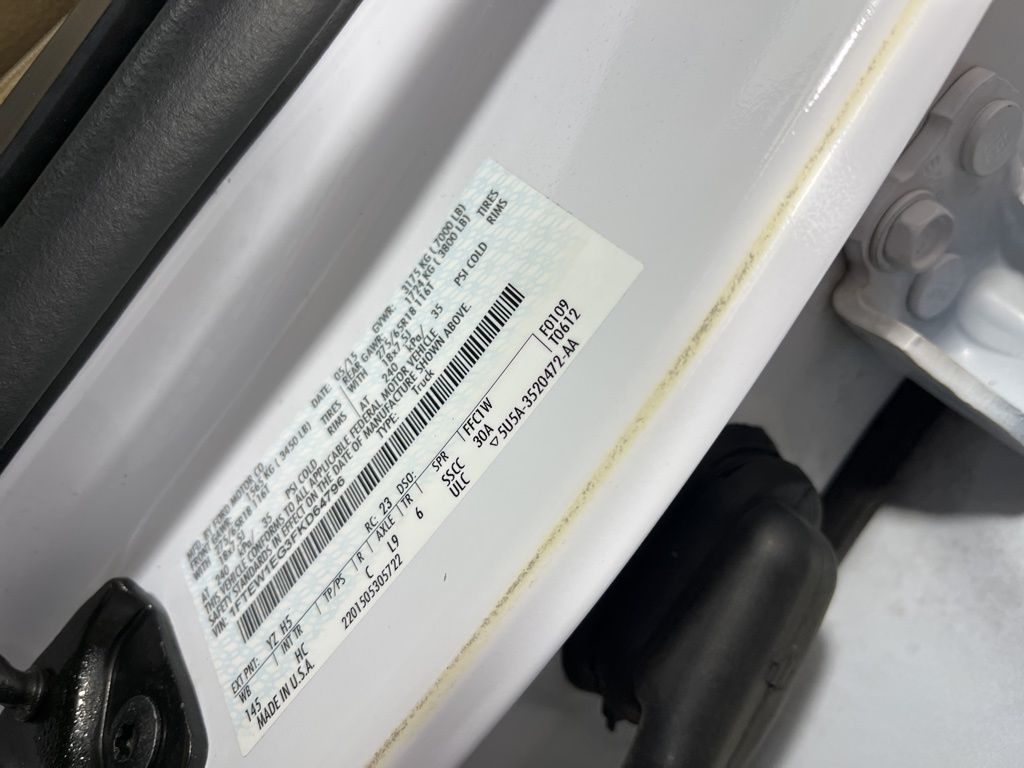 MFD. BY FORD MOTOR CO. DATE: 05/15 GVWR: 3175 KG ( 7000 LB)
FRONT GAWR: 1565 KG ( 3450 LB) REAR GAWR: 1724 KG ( 3800 LB)
WITH 275/65R18 116T TIRES WITH 275/65R18 116T TIRES
18x7.5J RIMS 18x7.5J RIMS
AT 240 kPa/ 35 PSI COLD AT 240 kPa/ 35 PSI COLD
THIS VEHICLE CONFORMS TO ALL APPLICABLE FEDERAL MOTOR VEHICLE
SAFETY STANDARDS IN EFFECT ON THE DATE OF MANUFACTURE SHOWN ABOVE
VIN: 1FTEW1EG5FKD64796 TYPE: Truck
EXT PNT: YZ H5 RC: 23 DSO: F0109
WB INT TR TP/PS R AXLE TR SPR FFC1W T0612
145 HC C L9 6 30A
MADE IN U.S.A. SSCC ▽5U5A-3520472-AA
2201505305722 ULC